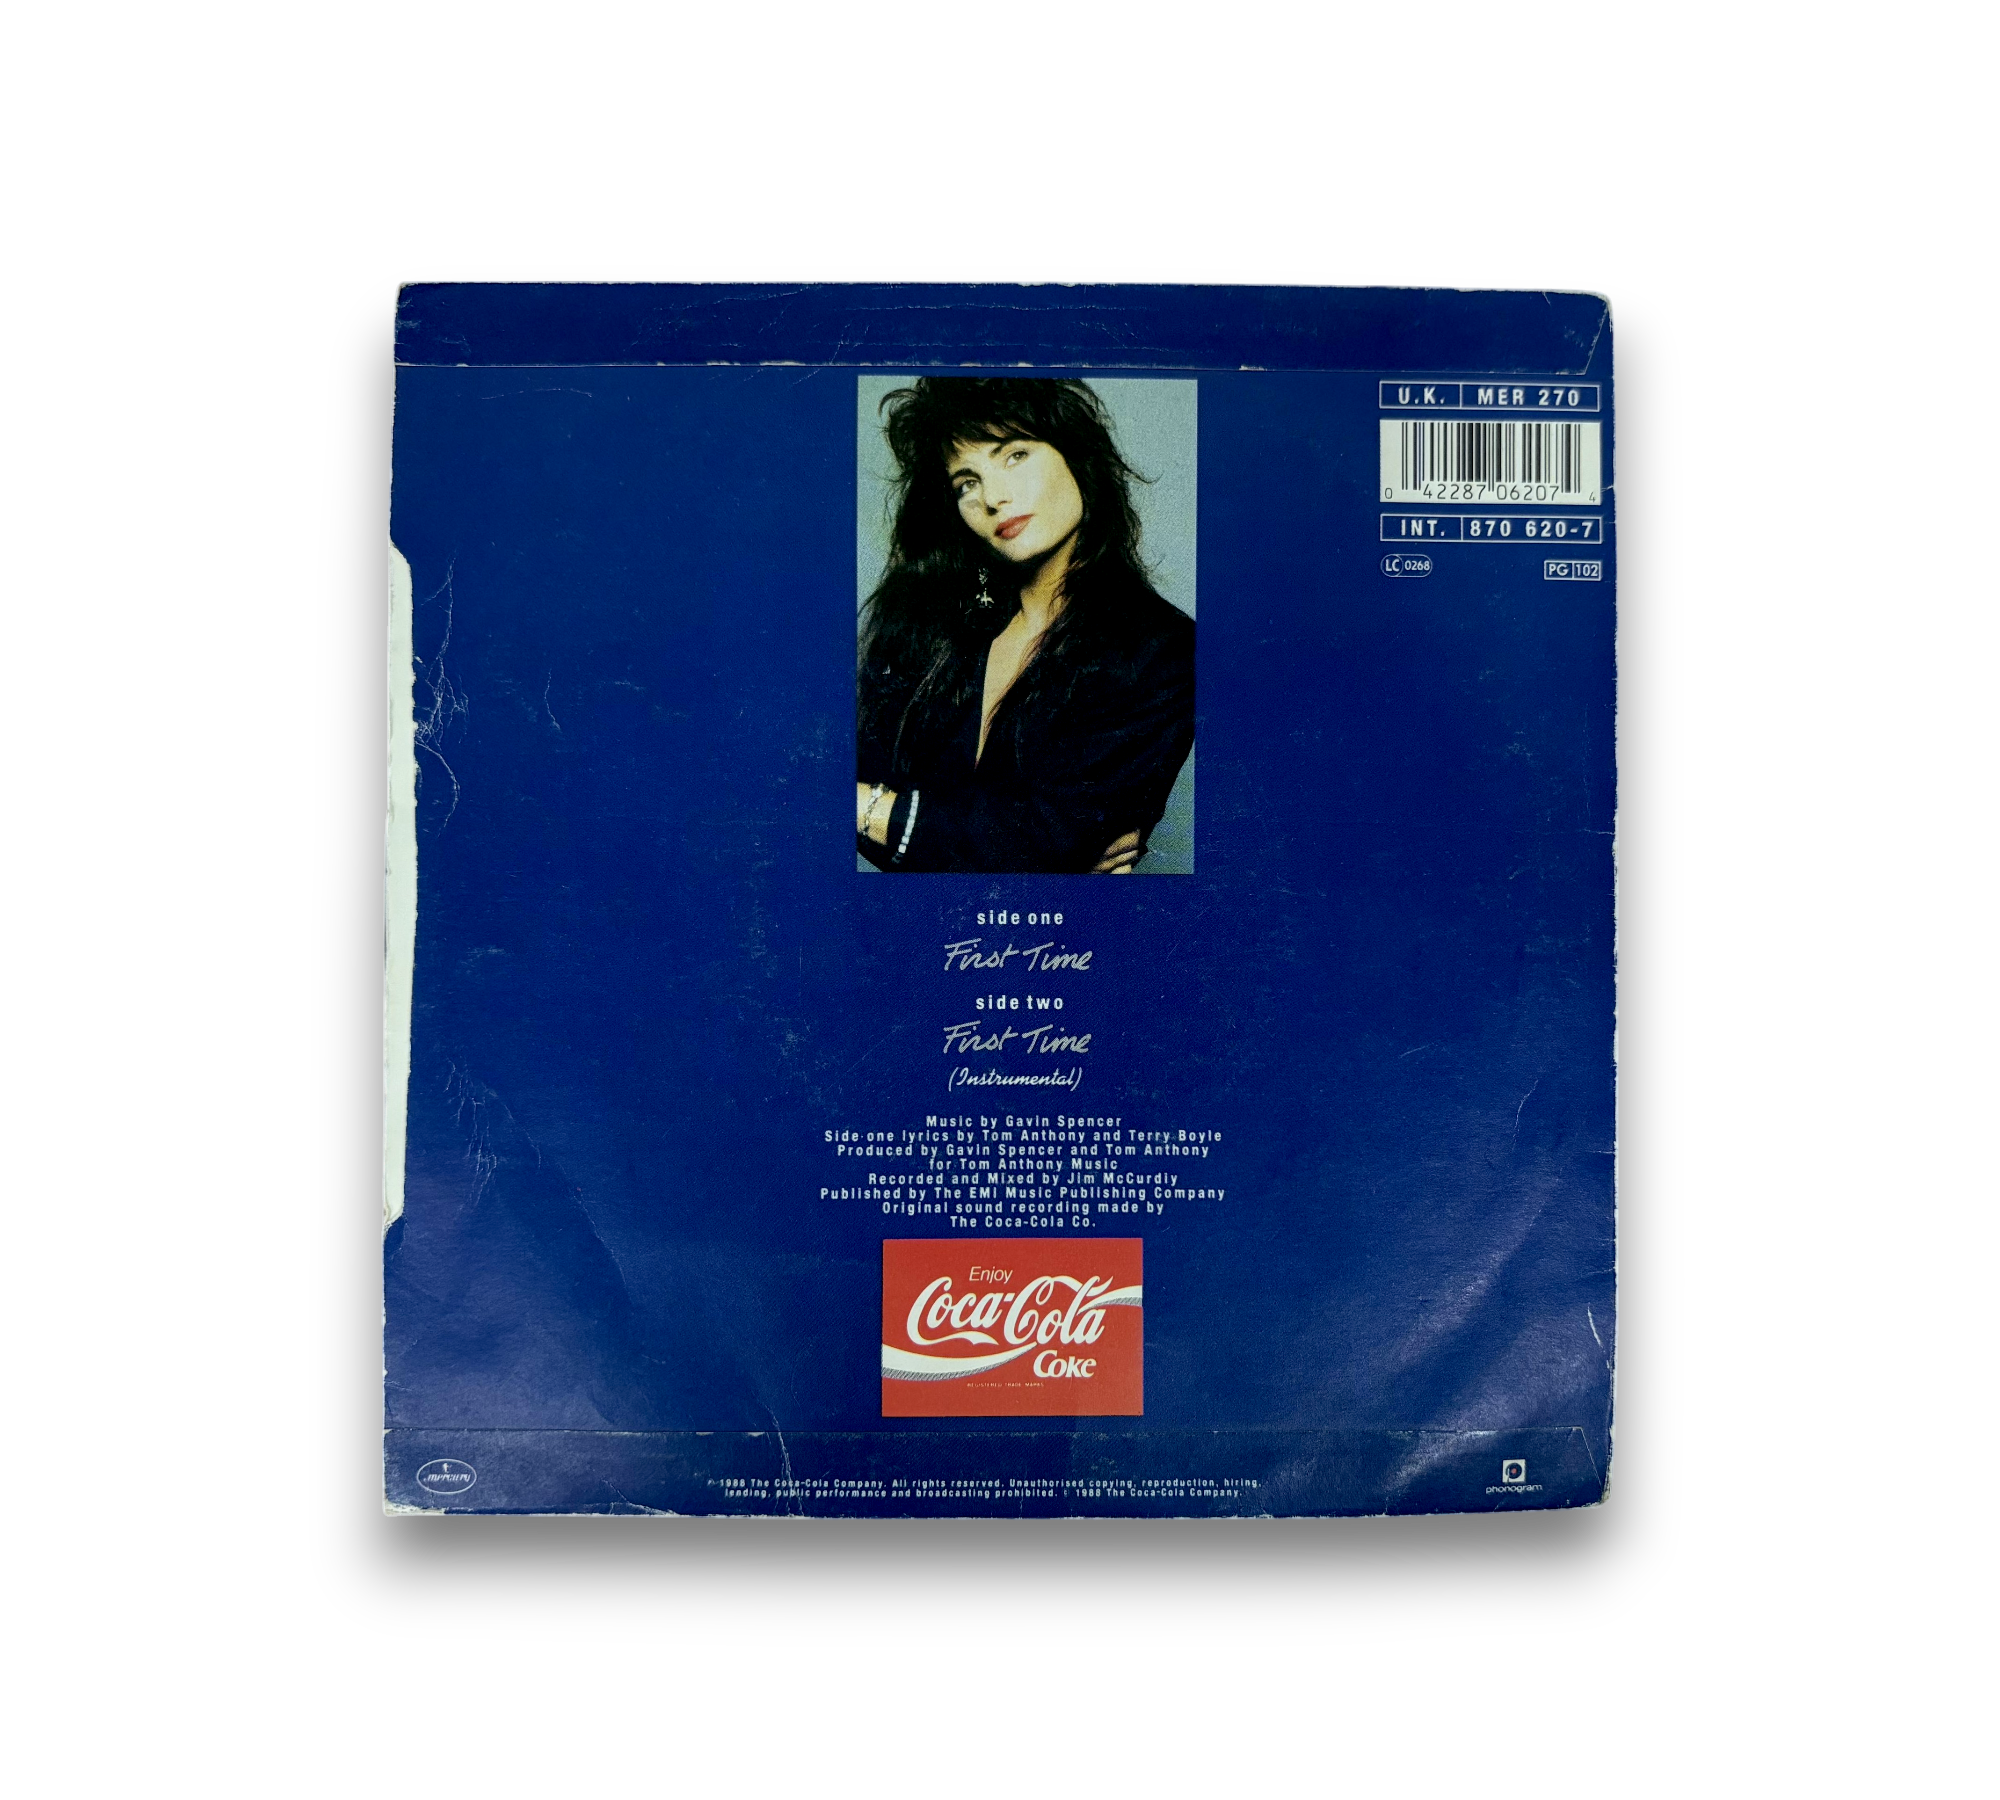 U.K. MER 270
0 42287 06207 4
INT. 870 620-7
LC 0268
PG 102
side one
First Time
side two
First Time
(Instrumental)
Music by Gavin Spencer
Side one lyrics by Tom Anthony and Terry Boyle
Produced by Gavin Spencer and Tom Anthony
for Tom Anthony Music
Recorded and Mixed by Jim McCurdiy
Published by The EMI Music Publishing Company
Original sound recording made by
The Coca-Cola Co.
Enjoy
Coca-Cola
Coke
REGISTERED TRADE MARKS
mercury
℗ 1988 The Coca-Cola Company. All rights reserved. Unauthorised copying, reproduction, hiring,
lending, public performance and broadcasting prohibited. © 1988 The Coca-Cola Company.
phonogram